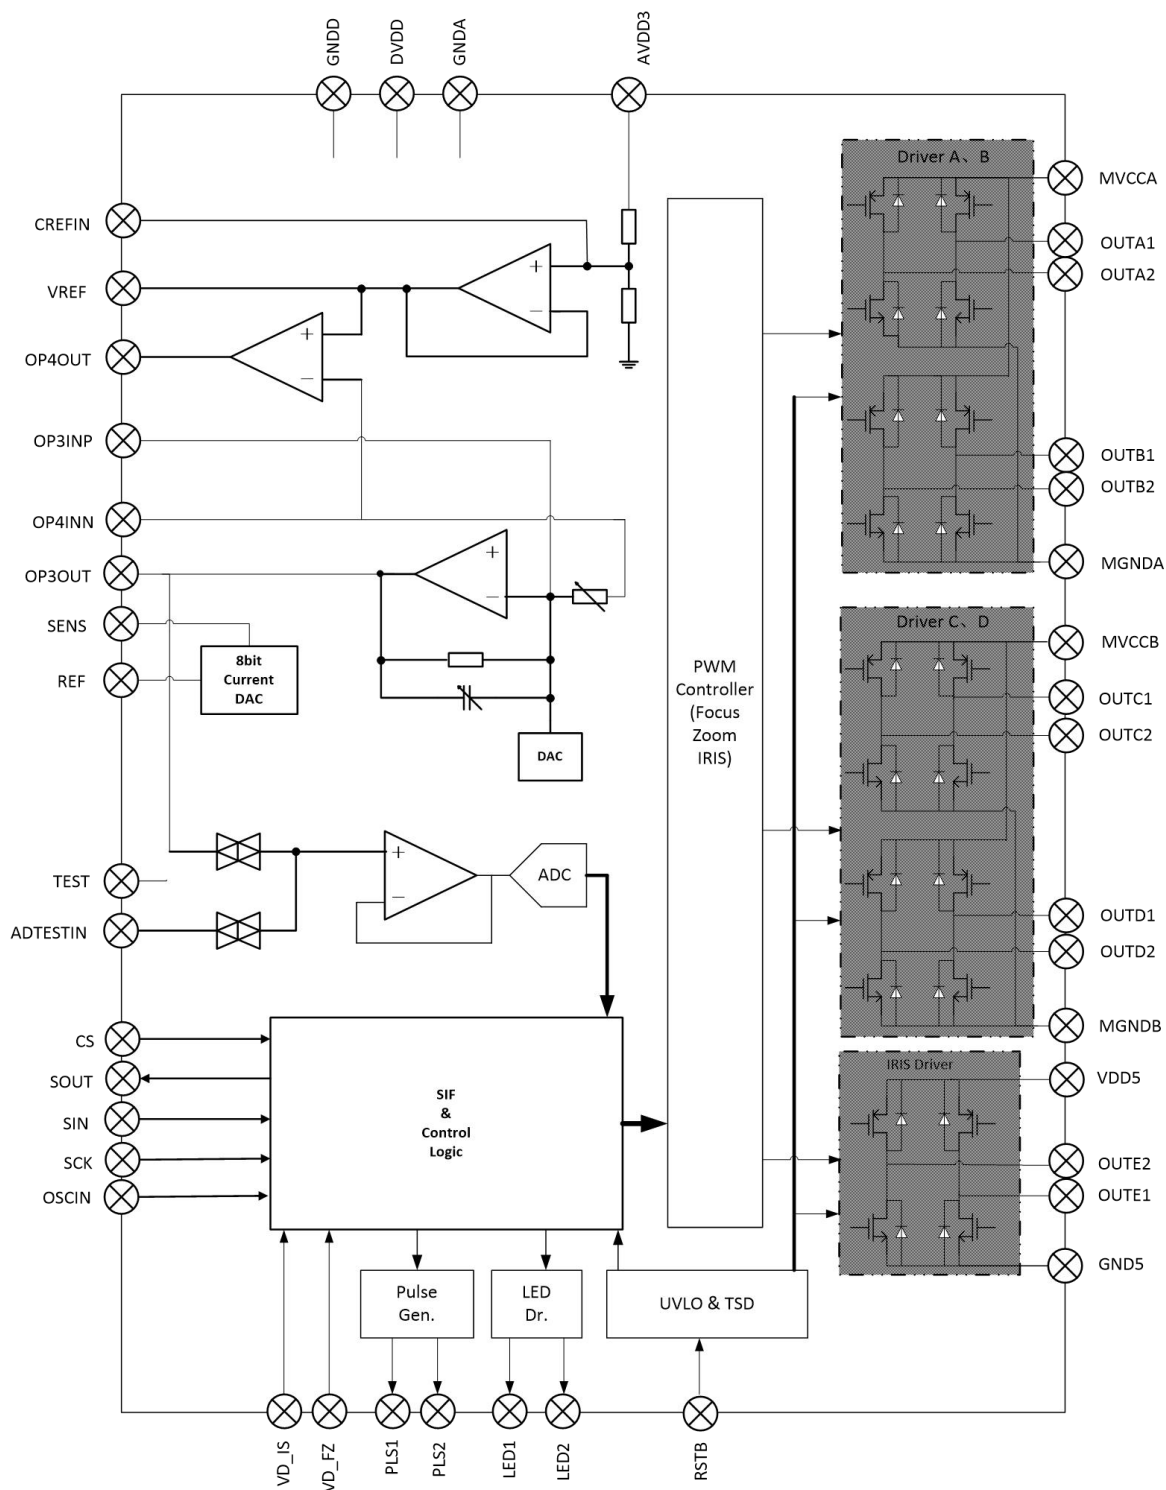 GNDD
DVDD
GNDA
AVDD3
Driver A、B
MVCCA
CREFIN
OUTA1
OUTA2
VREF
+
−
+
−
OP4OUT
OP3INP
OUTB1
OUTB2
OP4INN
MGNDA
OP3OUT
+
−
SENS
REF
8bit
Current
DAC
DAC
PWM
Controller
(Focus
Zoom
IRIS)
Driver C、D
MVCCB
OUTC1
OUTC2
TEST
ADTESTIN
+
−
ADC
OUTD1
OUTD2
MGNDB
CS
SOUT
SIN
SCK
OSCIN
SIF
&
Control
Logic
IRIS Driver
VDD5
OUTE2
OUTE1
GND5
Pulse
Gen.
LED
Dr.
UVLO & TSD
VD_IS
VD_FZ
PLS1
PLS2
LED1
LED2
RSTB